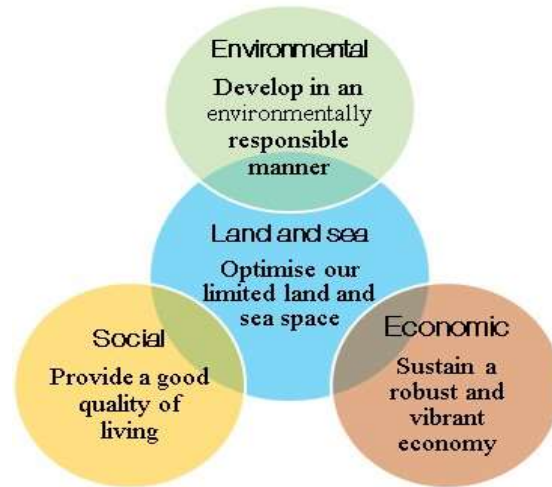 Environmental
Develop in an
environmentally
responsible
manner
Land and sea
Optimise our
limited land and
sea space
Social
Provide a good
quality of
living
Economic
Sustain a
robust and
vibrant
economy